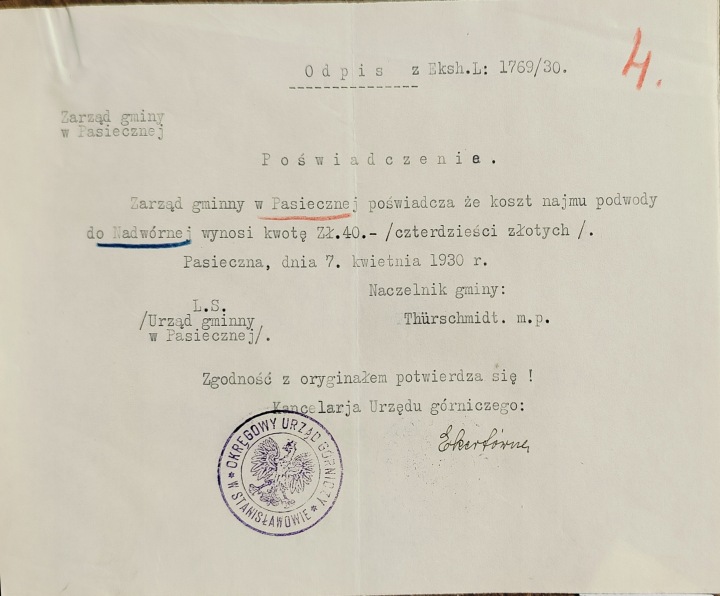 Odpis z Eksh.L: 1769/30.
4.
Zarząd gminy
w Pasiecznej
Poświadczenie.
Zarząd gminny w Pasiecznej poświadcza że koszt najmu podwody
do Nadwórnej wynosi kwotę Zł.40.- /czterdzieści złotych /.
Pasieczna, dnia 7. kwietnia 1930 r.
Naczelnik gminy:
L.S.
/Urząd gminny
w Pasiecznej/.
Thürschmidt. m.p.
Zgodność z oryginałem potwierdza się !
Kancelarja Urzędu górniczego:
OKRĘGOWY URZĄD GÓRNICZY
* W STANISŁAWOWIE *